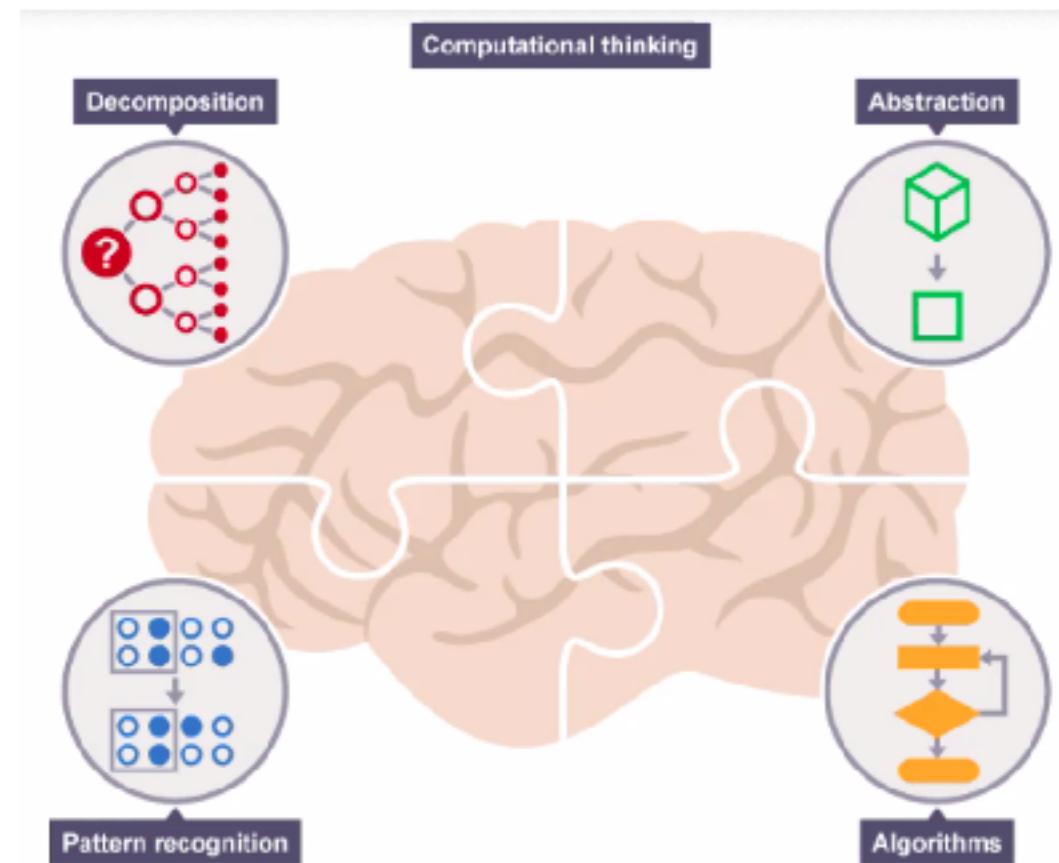 Computational thinking
Decomposition
Abstraction
?
Pattern recognition
Algorithms